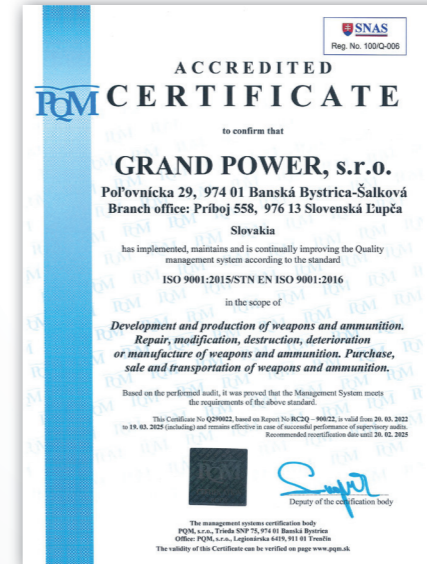 SNAS
Reg. No. 100/Q-006
ACCREDITED
PQM CERTIFICATE
to confirm that
GRAND POWER, s.r.o.
Poľovnícka 29, 974 01 Banská Bystrica-Šalková
Branch office: Príboj 558, 976 13 Slovenská Ľupča
Slovakia
has implemented, maintains and is continually improving the Quality
management system according to the standard
ISO 9001:2015/STN EN ISO 9001:2016
in the scope of
Development and production of weapons and ammunition.
Repair, modification, destruction, deterioration
or manufacture of weapons and ammunition. Purchase,
sale and transportation of weapons and ammunition.
Based on the performed audit, it was proved that the Management System meets
the requirements of the above standard.
This Certificate No Q290022, based on Report No RC2Q – 900/22, is valid from 20. 03. 2022
to 19. 03. 2025 (including) and remains effective in case of successful performance of supervisory audits.
Recommended recertification date until 20. 02. 2025
Deputy of the certification body
The management systems certification body
PQM, s.r.o., Trieda SNP 75, 974 01 Banská Bystrica
Office: PQM, s.r.o., Legionárska 6419, 911 01 Trenčín
The validity of this Certificate can be verified on page www.pqm.sk